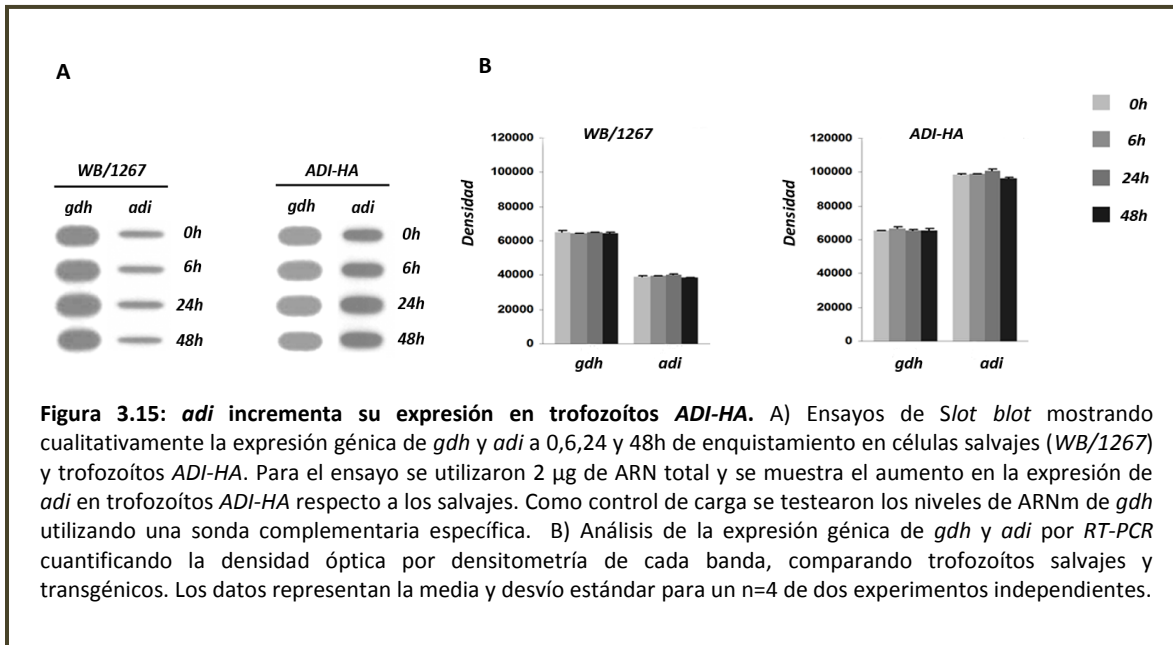 A
WB/1267
gdh adi
0h
6h
24h
48h
ADI-HA
gdh adi
0h
6h
24h
48h
B
WB/1267
Densidad
120000
100000
80000
60000
40000
20000
0
gdh adi
ADI-HA
Densidad
120000
100000
80000
60000
40000
20000
0
gdh adi
0h
6h
24h
48h
Figura 3.15: adi incrementa su expresión en trofozoítos ADI-HA. A) Ensayos de Slot blot mostrando
cualitativamente la expresión génica de gdh y adi a 0,6,24 y 48h de enquistamiento en células salvajes (WB/1267)
y trofozoítos ADI-HA. Para el ensayo se utilizaron 2 µg de ARN total y se muestra el aumento en la expresión de
adi en trofozoítos ADI-HA respecto a los salvajes. Como control de carga se testearon los niveles de ARNm de gdh
utilizando una sonda complementaria específica. B) Análisis de la expresión génica de gdh y adi por RT-PCR
cuantificando la densidad óptica por densitometría de cada banda, comparando trofozoítos salvajes y
transgénicos. Los datos representan la media y desvío estándar para un n=4 de dos experimentos independientes.